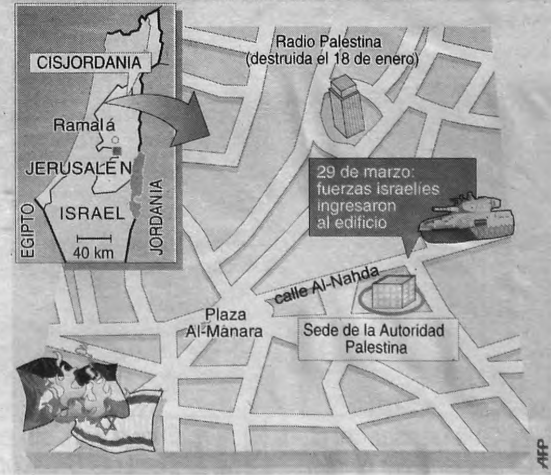 CISJORDANIA
Ramalá
JERUSALEN
ISRAEL
EGIPTO
JORDANIA
40 km
Radio Palestina
(destruida el 18 de enero)
29 de marzo:
fuerzas israelíes
ingresaron
al edificio
calle Al-Nahda
Plaza
Al-Manara
Sede de la Autoridad
Palestina
AFP